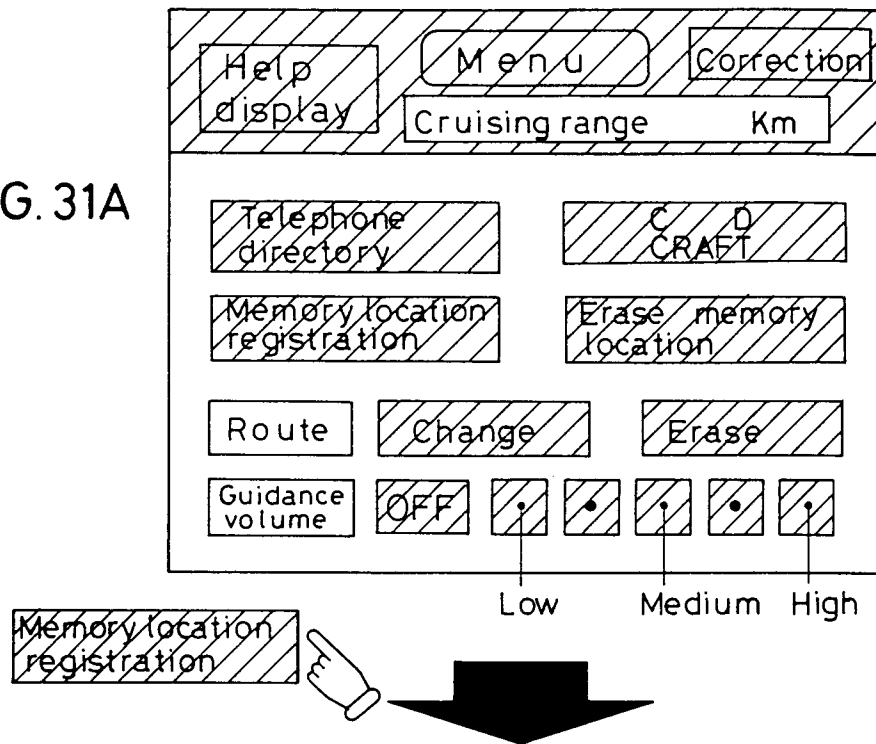 Help
display
Menu
Correction
Cruising range Km
G. 31A
Telephone
directory
C D
CRAFT
Memory location
registration
Erase memory
location
Route
Change
Erase
Guidance
volume
OFF
Low
Medium
High
Memory location
registration